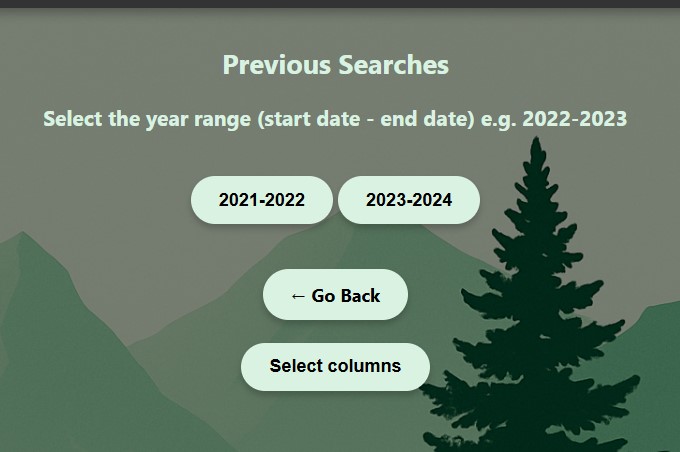 Previous Searches
Select the year range (start date - end date) e.g. 2022-2023
2021-2022 2023-2024
← Go Back
Select columns